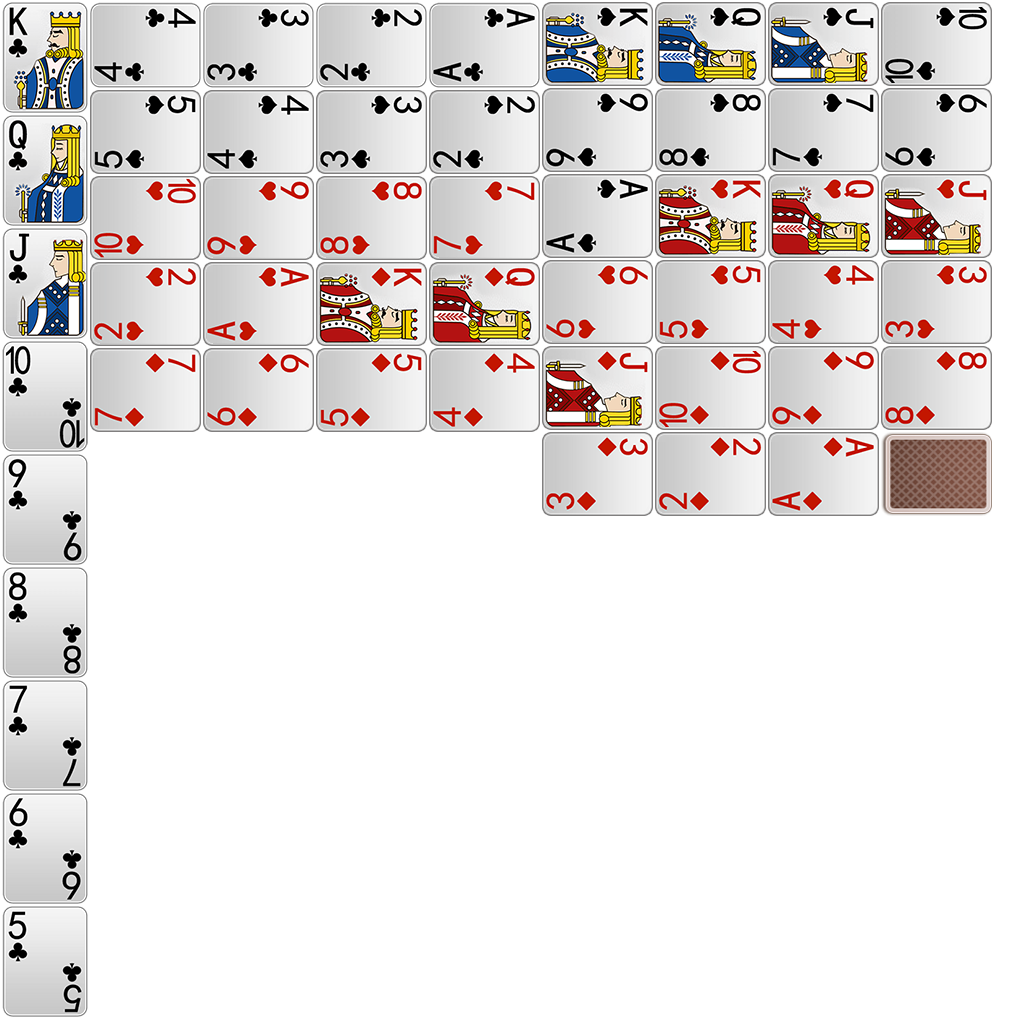 K 4 3 2 A K Q J 10
4 3 2 A 10
5 4 3 2 9 8 7 6
Q 5 4 3 2 9 8 7 6
10 9 8 7 A K Q J
J 10 9 8 7 A
2 A K Q 6 5 4 3
2 A 6 5 4 3
10 7 6 5 4 J 10 9 8
7 6 5 4 10 9 8
10 3 2 A
9 3 2 A
9
8
8
7
7
6
6
5
5